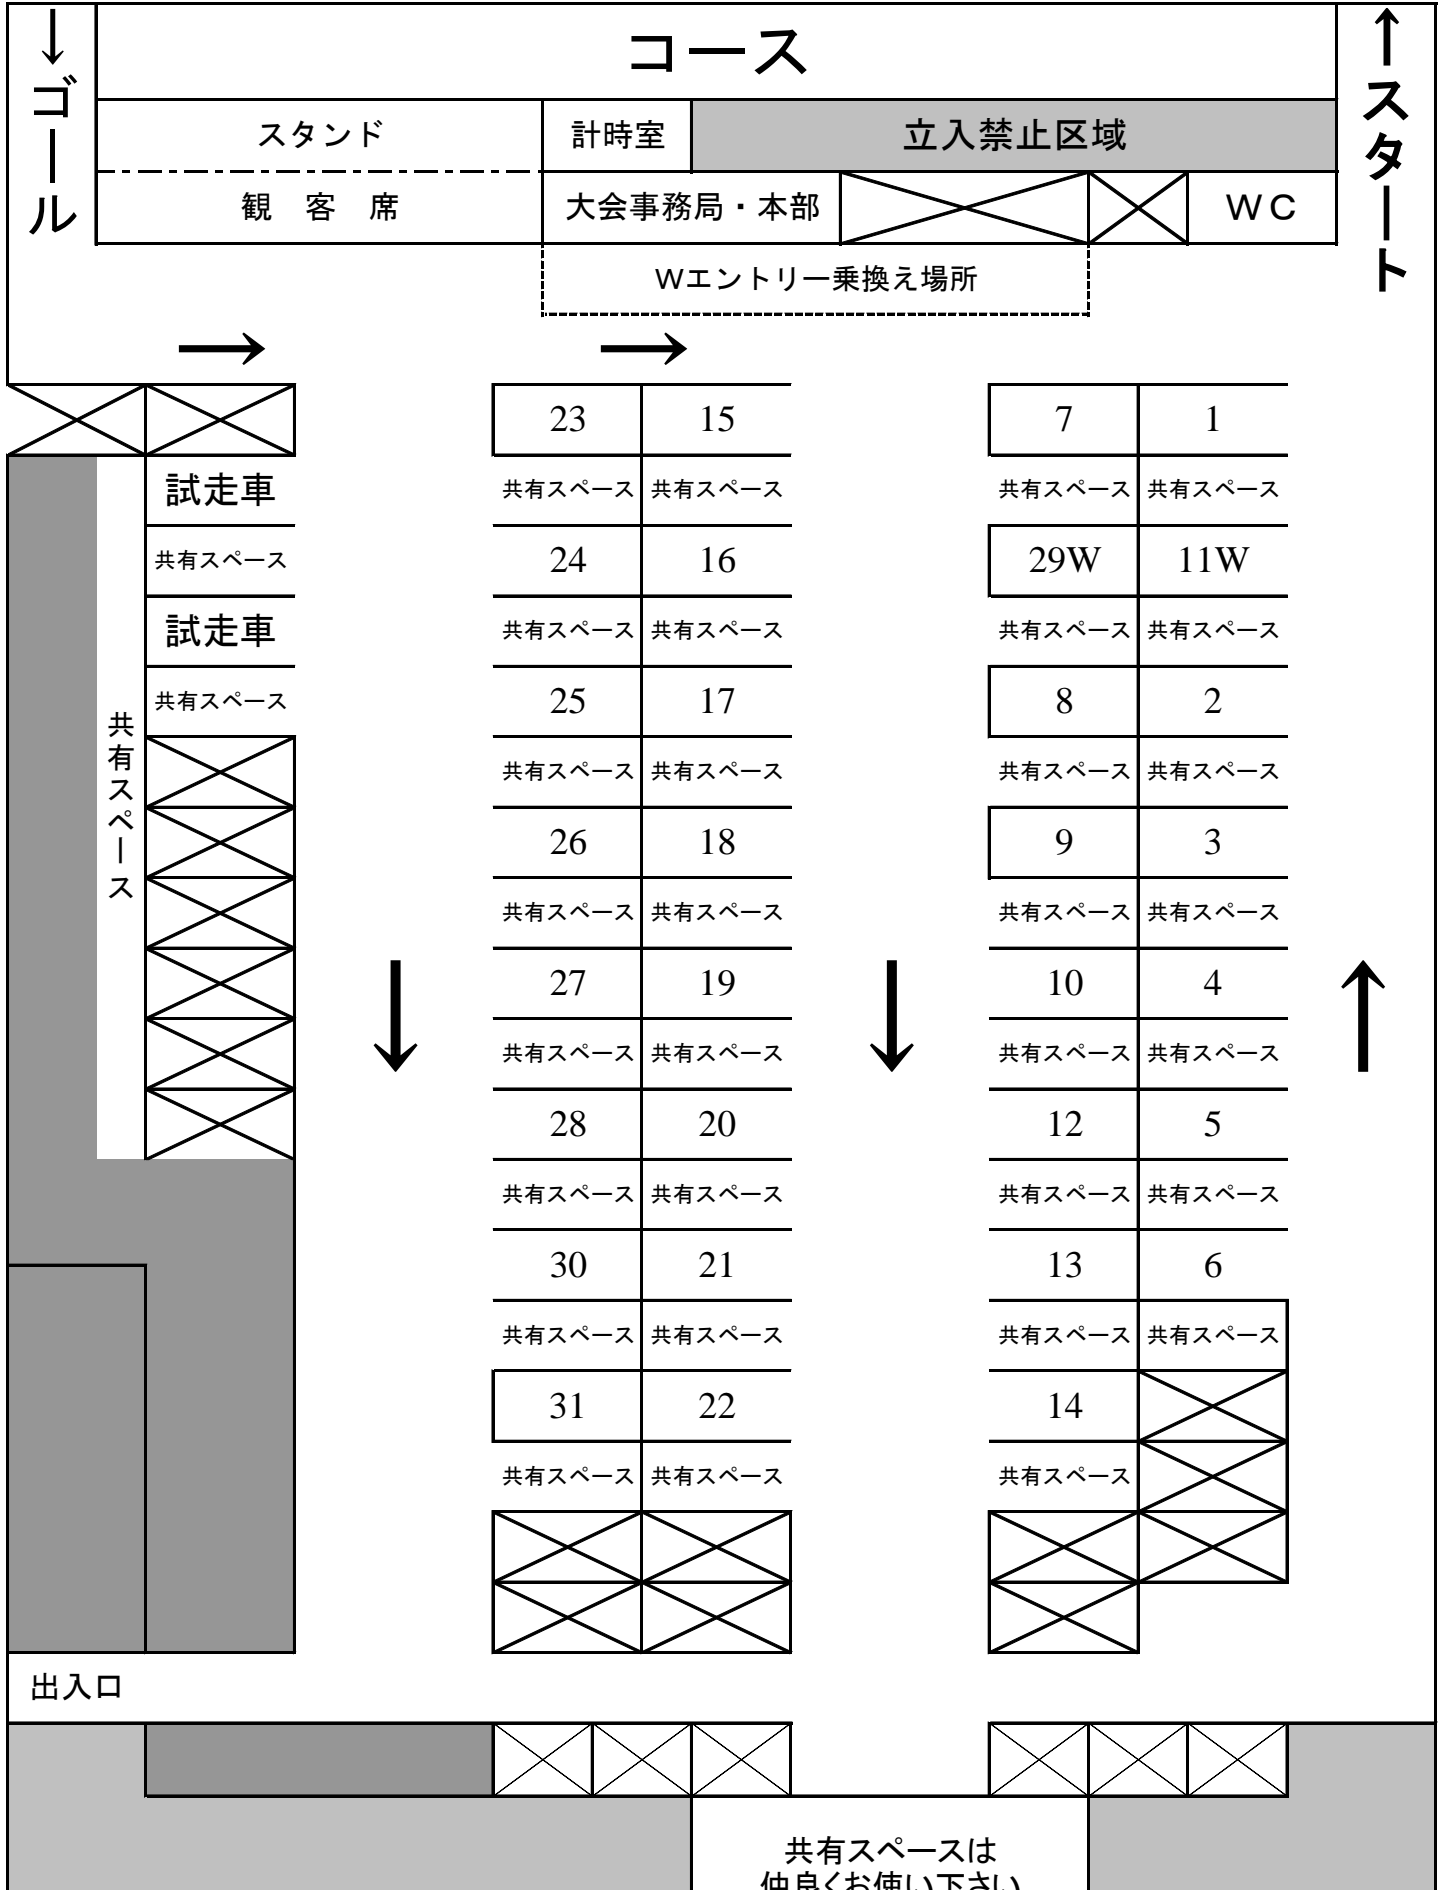 ↓ゴール
コース
↑スタート
スタンド 計時室 立入禁止区域
観 客 席 大会事務局・本部 WC
Wエントリー乗換え場所
→ →
23 15 7 1
試走車 共有スペース 共有スペース 共有スペース 共有スペース
共有スペース 24 16 29W 11W
試走車 共有スペース 共有スペース 共有スペース 共有スペース
共有スペース 25 17 8 2
共有スペース
共有スペース 共有スペース 共有スペース 共有スペース
26 18 9 3
共有スペース 共有スペース 共有スペース 共有スペース
27 19 10 4
↓ ↓ ↑
共有スペース 共有スペース 共有スペース 共有スペース
28 20 12 5
共有スペース 共有スペース 共有スペース 共有スペース
30 21 13 6
共有スペース 共有スペース 共有スペース 共有スペース
31 22 14
共有スペース 共有スペース 共有スペース
出入口
共有スペースは
仲良くお使い下さい